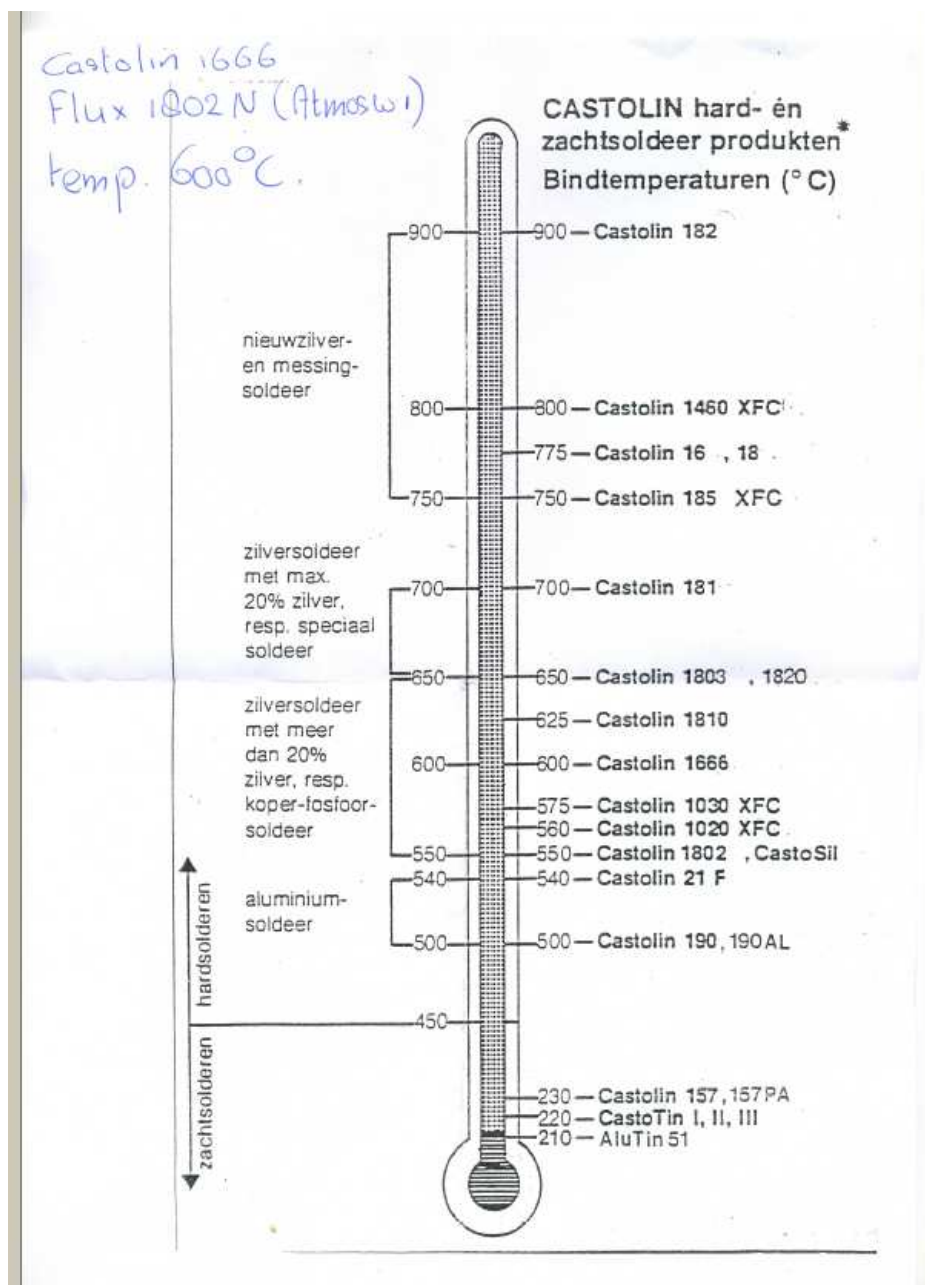 Castolin 1666
Flux 1802 N (Atmosw1)
temp. 600°C.
CASTOLIN hard- én
zachtsoldeer produkten*
Bindtemperaturen (°C)
900 900 — Castolin 182
nieuwzilver-
en messing-
soldeer
800 800 — Castolin 1460 XFC
775 — Castolin 16 , 18
750 750 — Castolin 185 XFC
zilversoldeer
met max.
20% zilver,
resp. speciaal
soldeer
700 700 — Castolin 181
650 650 — Castolin 1803 , 1820
zilversoldeer
met meer
dan 20%
zilver, resp.
koper-fosfoor-
soldeer
625 — Castolin 1810
600 600 — Castolin 1666
575 — Castolin 1030 XFC
560 — Castolin 1020 XFC
550 550 — Castolin 1802 , CastoSil
540 540 — Castolin 21 F
aluminium-
soldeer
500 500 — Castolin 190, 190AL
hardsolderen
450
zachtsolderen
230 — Castolin 157, 157PA
220 — CastoTin I, II, III
210 — AluTin 51